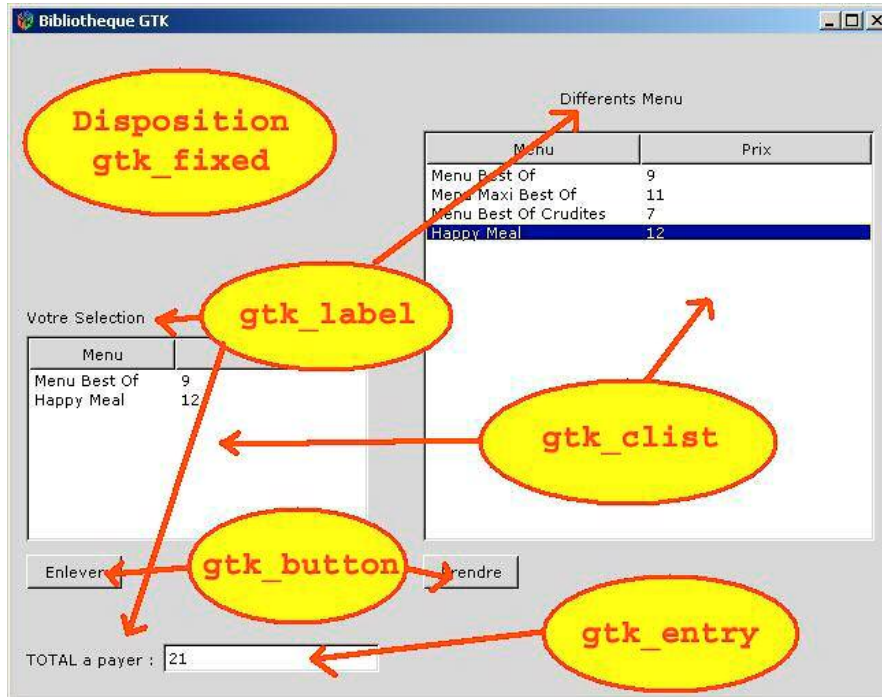 Bibliotheque GTK
Differents Menu
Disposition
gtk_fixed
Menu Prix
Menu Best Of 9
Menu Maxi Best Of 11
Menu Best Of Crudites 7
Happy Meal 12
gtk_label
Votre Selection
Menu
Menu Best Of 9
Happy Meal 12
gtk_clist
Enlever
gtk_button
Prendre
gtk_entry
TOTAL a payer : 21